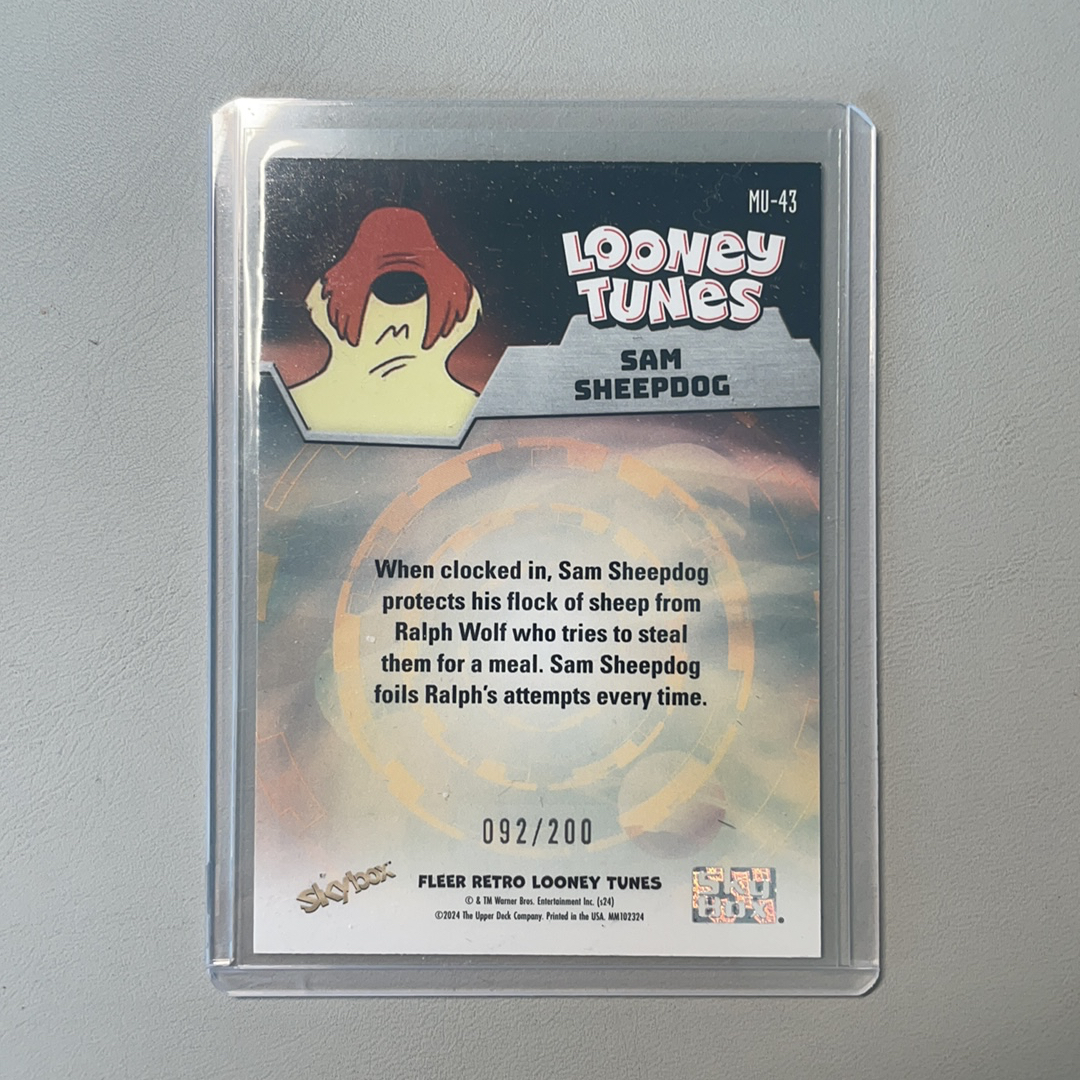 MU-43
LOONEY
TUNES
SAM
SHEEPDOG
When clocked in, Sam Sheepdog
protects his flock of sheep from
Ralph Wolf who tries to steal
them for a meal. Sam Sheepdog
foils Ralph's attempts every time.
092/200
BY
skybox
FLEER RETRO LOONEY TUNES
© & TM Warner Bros. Entertainment Inc. (s24)
©2024 The Upper Deck Company. Printed in the USA. MM102324
SKY
BOX